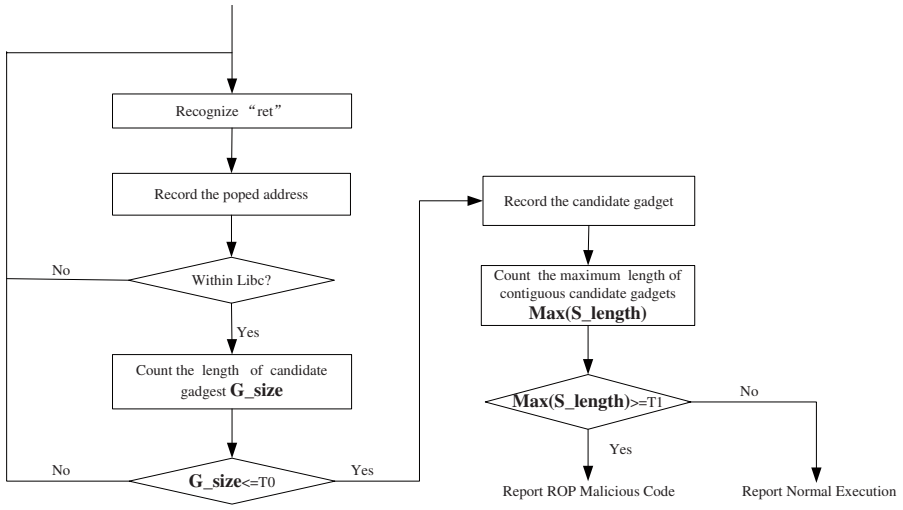 Recognize “ret”
Record the poped address
Within Libc?
No
Yes
Count the length of candidate
gadgest G_size
G_size<=T0
No
Yes
Record the candidate gadget
Count the maximum length of
contiguous candidate gadgets
Max(S_length)
Max(S_length)>=T1
No
Yes
Report ROP Malicious Code
Report Normal Execution